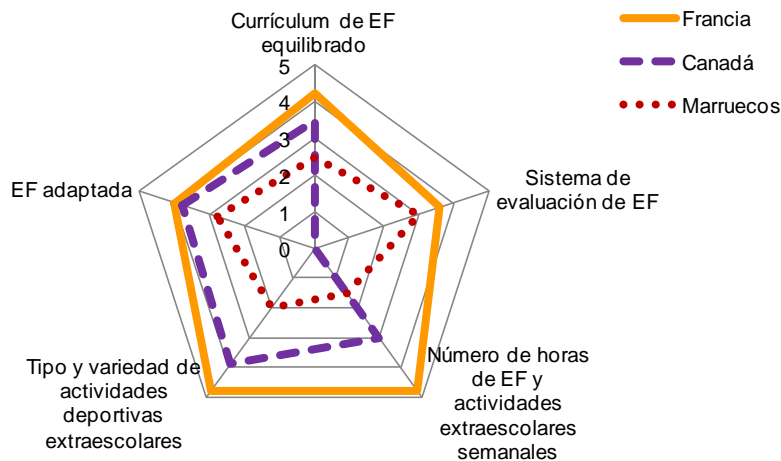 Currículum de EF
equilibrado
Francia
Canadá
Marruecos
5
4
3
2
1
0
EF adaptada
Sistema de
evaluación de EF
Tipo y variedad de
actividades
deportivas
extraescolares
Número de horas
de EF y
actividades
extraescolares
semanales